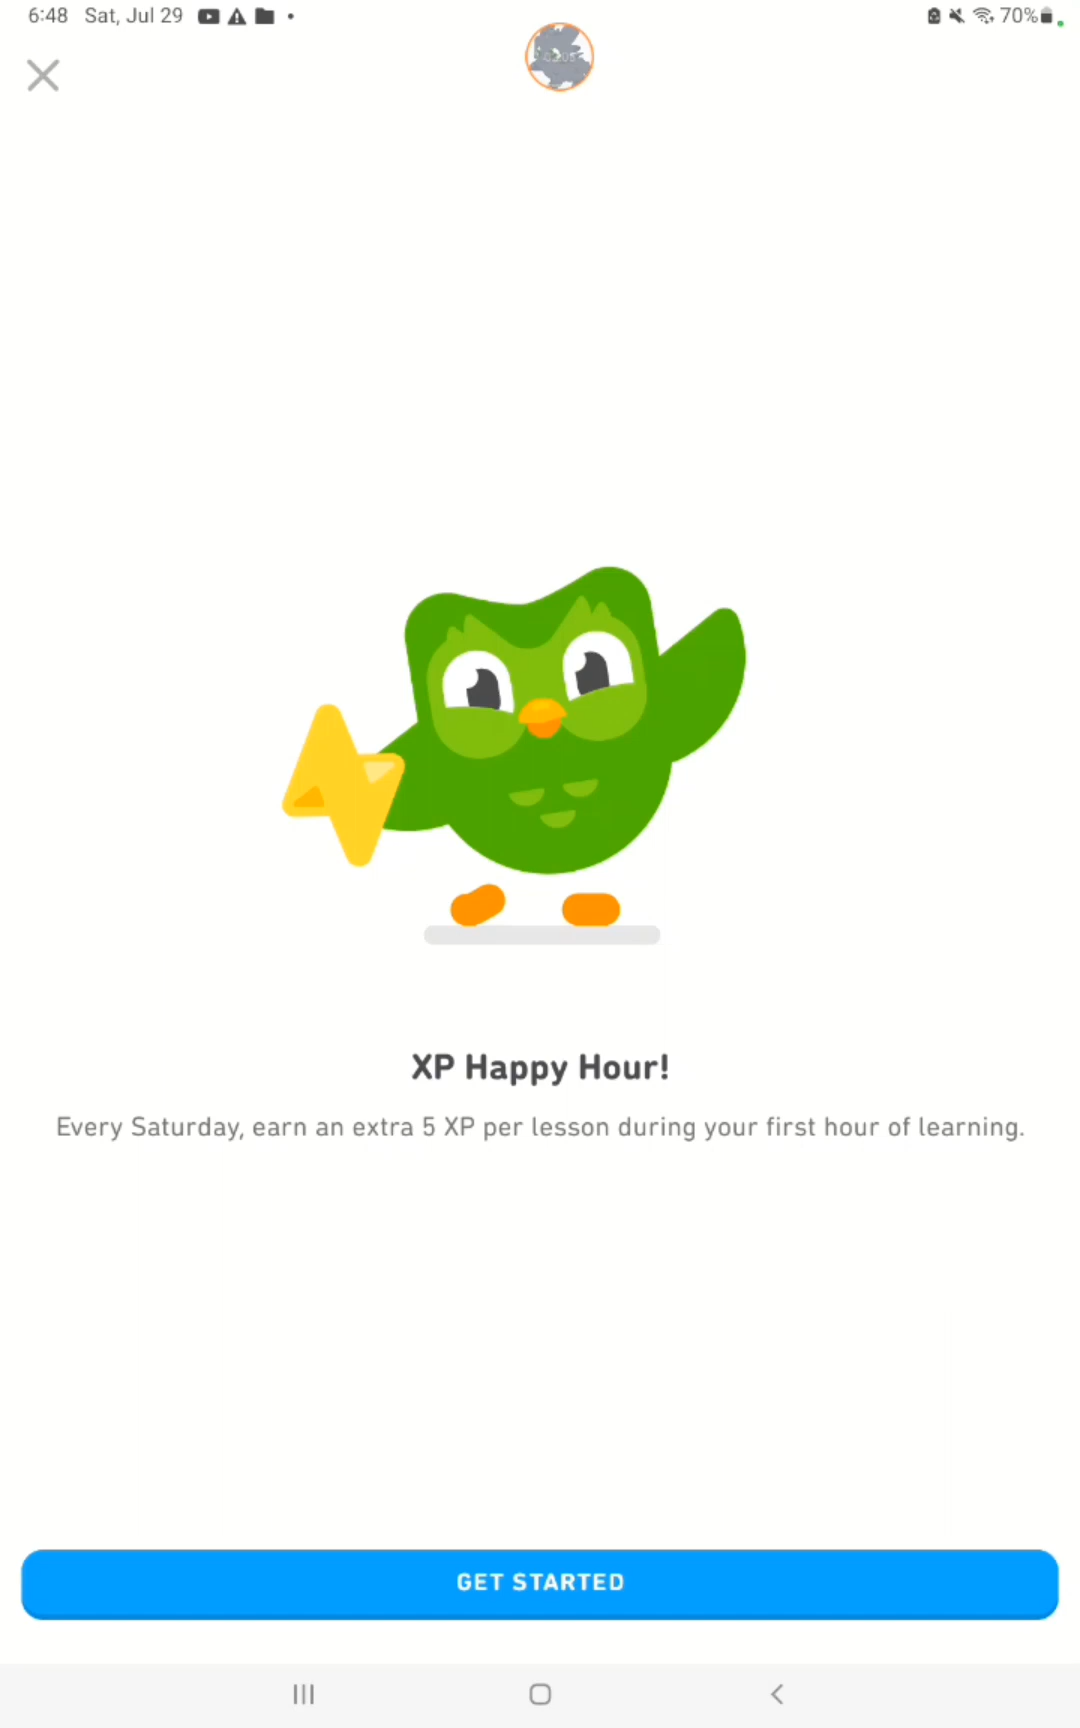 6:48 Sat, Jul 29 70%
XP Happy Hour!
Every Saturday, earn an extra 5 XP per lesson during your first hour of learning.
GET STARTED